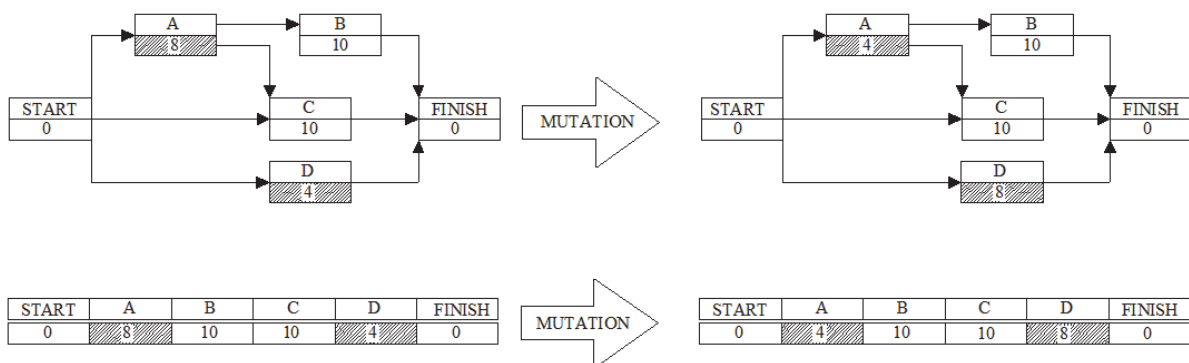 A B A B
8 10 4 10
START C FINISH MUTATION START C FINISH
0 10 0 0 10 0
D D
4 8
START A B C D FINISH START A B C D FINISH
0 8 10 10 4 0 MUTATION 0 4 10 10 8 0